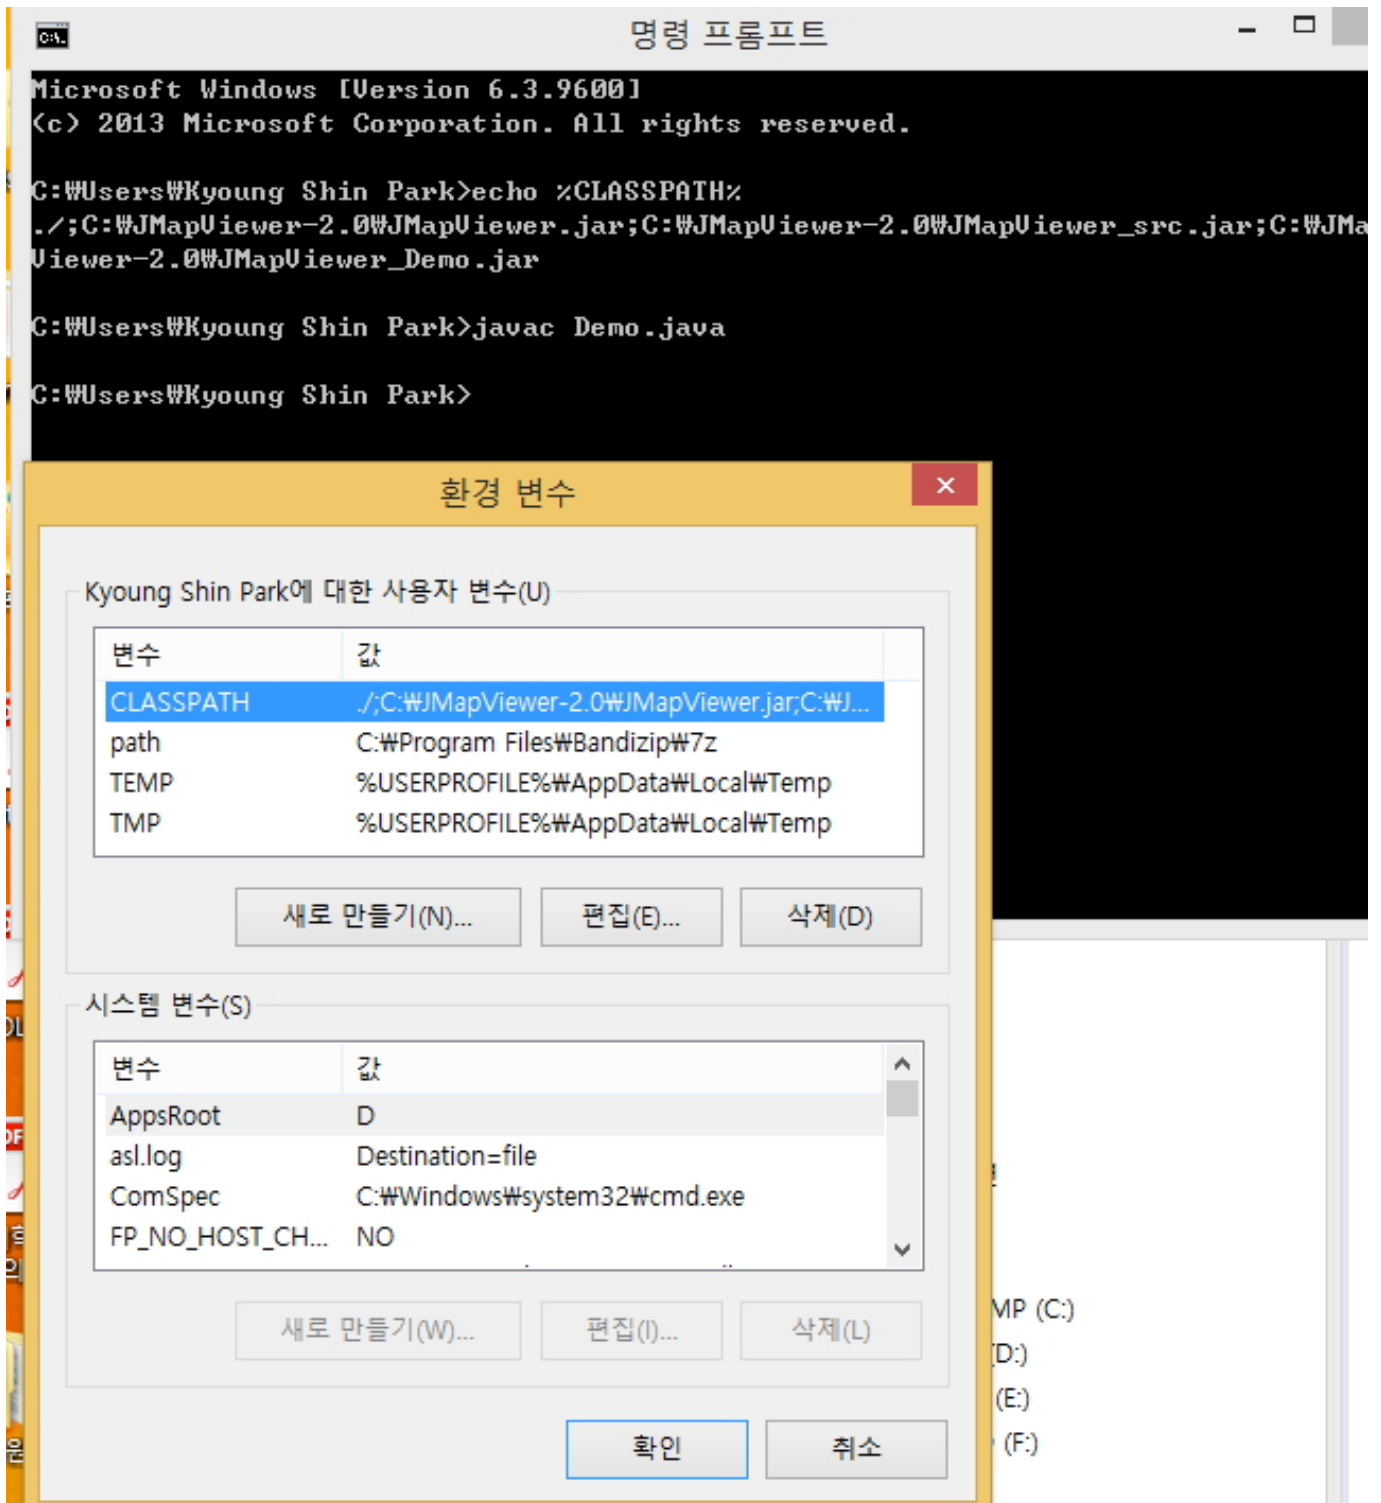 명령 프롬프트
Microsoft Windows [Version 6.3.9600]
(c) 2013 Microsoft Corporation. All rights reserved.
C:₩Users₩Kyoung Shin Park>echo %CLASSPATH%
./;C:₩JMapViewer-2.0₩JMapViewer.jar;C:₩JMapViewer-2.0₩JMapViewer_src.jar;C:₩JMa
Viewer-2.0₩JMapViewer_Demo.jar
C:₩Users₩Kyoung Shin Park>javac Demo.java
C:₩Users₩Kyoung Shin Park>
환경 변수
Kyoung Shin Park에 대한 사용자 변수(U)
변수 값
CLASSPATH ./;C:₩JMapViewer-2.0₩JMapViewer.jar;C:₩J...
path C:₩Program Files₩Bandizip₩7z
TEMP %USERPROFILE%₩AppData₩Local₩Temp
TMP %USERPROFILE%₩AppData₩Local₩Temp
새로 만들기(N)... 편집(E)... 삭제(D)
시스템 변수(S)
변수 값
AppsRoot D
asl.log Destination=file
ComSpec C:₩Windows₩system32₩cmd.exe
FP_NO_HOST_CH... NO
새로 만들기(W)... 편집(I)... 삭제(L)
MP (C:)
(D:)
(E:)
(F:)
확인 취소